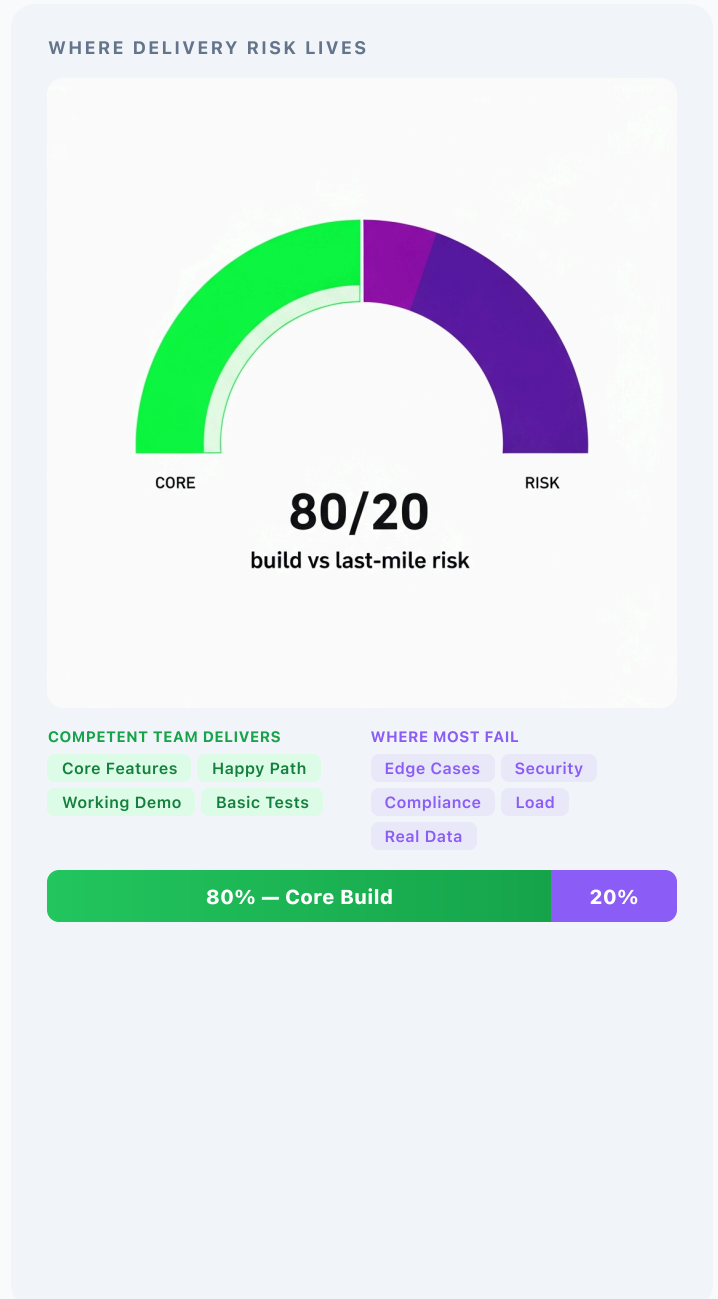 WHERE DELIVERY RISK LIVES
CORE
RISK
80/20
build vs last-mile risk
COMPETENT TEAM DELIVERS
Core Features
Happy Path
Working Demo
Basic Tests
WHERE MOST FAIL
Edge Cases
Security
Compliance
Load
Real Data
80% — Core Build
20%